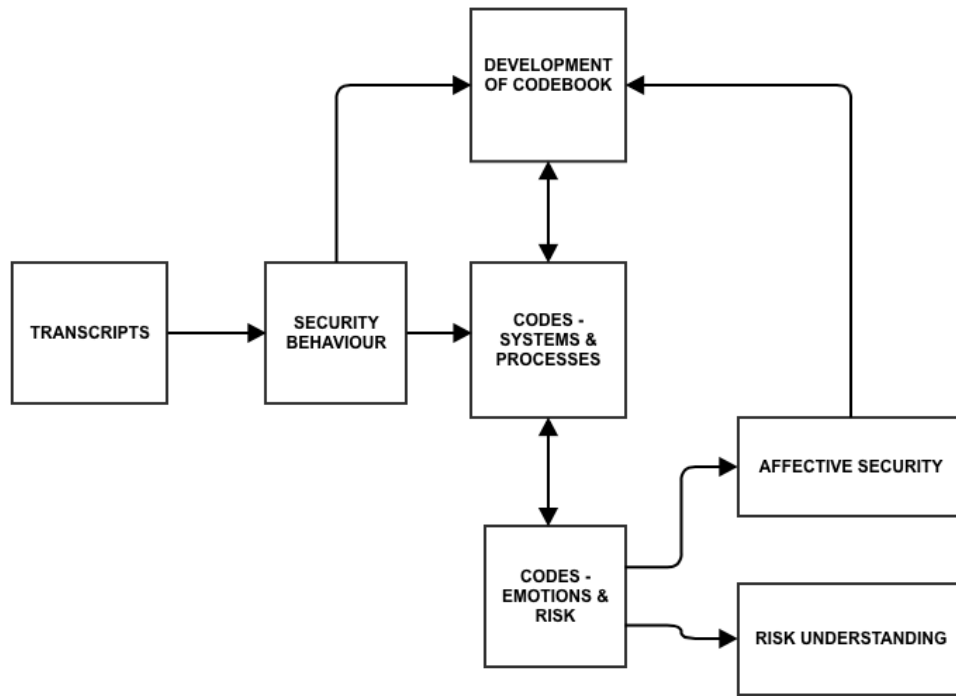 DEVELOPMENT
OF CODEBOOK
TRANSCRIPTS
SECURITY
BEHAVIOUR
CODES -
SYSTEMS &
PROCESSES
AFFECTIVE SECURITY
CODES -
EMOTIONS &
RISK
RISK UNDERSTANDING